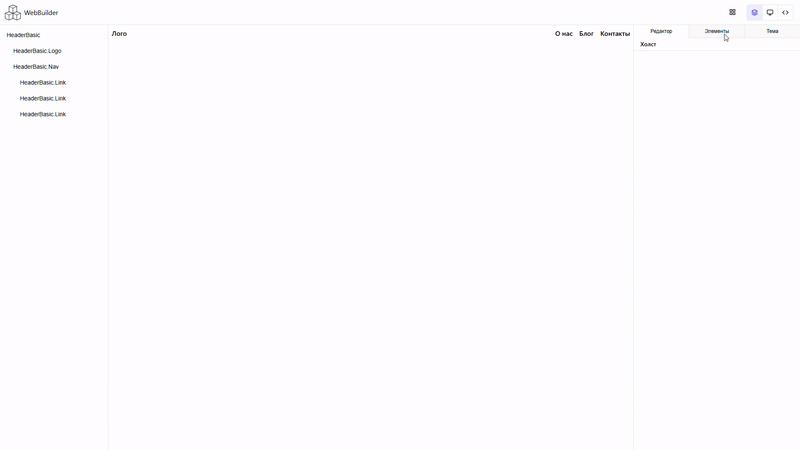 WebBuilder
HeaderBasic
HeaderBasic.Logo
HeaderBasic.Nav
HeaderBasic.Link
HeaderBasic.Link
HeaderBasic.Link
Лого
О нас Блог Контакты
Редактор Элементы Тема
Холст